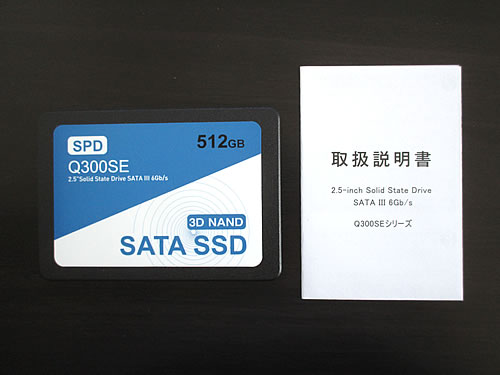 SPD
512GB
Q300SE
2.5"Solid State Drive SATA III 6Gb/s
3D NAND
SATA SSD
取扱説明書
2.5-inch Solid State Drive
SATA III 6Gb/s
Q300SEシリーズ